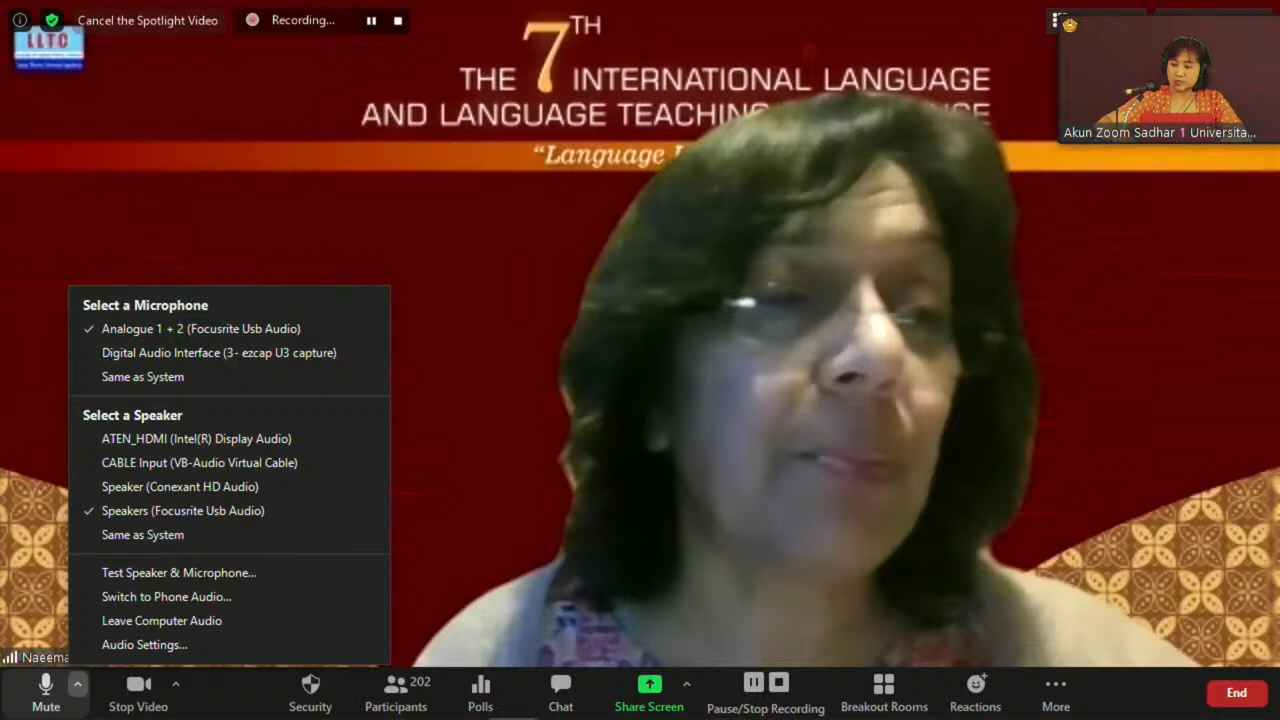 Cancel the Spotlight Video
Recording...
LLTC
7TH
THE INTERNATIONAL LANGUAGE
AND LANGUAGE TEACHING
"Language
Akun Zoom Sadhar 1 Universita...
Select a Microphone
✓ Analogue 1 + 2 (Focusrite Usb Audio)
Digital Audio Interface (3- ezcap U3 capture)
Same as System
Select a Speaker
ATEN_HDMI (Intel(R) Display Audio)
CABLE Input (VB-Audio Virtual Cable)
Speaker (Conexant HD Audio)
✓ Speakers (Focusrite Usb Audio)
Same as System
Test Speaker & Microphone...
Switch to Phone Audio...
Leave Computer Audio
Audio Settings...
Naeema
202
Mute
Stop Video
Security
Participants
Polls
Chat
Share Screen
Pause/Stop Recording
Breakout Rooms
Reactions
More
End